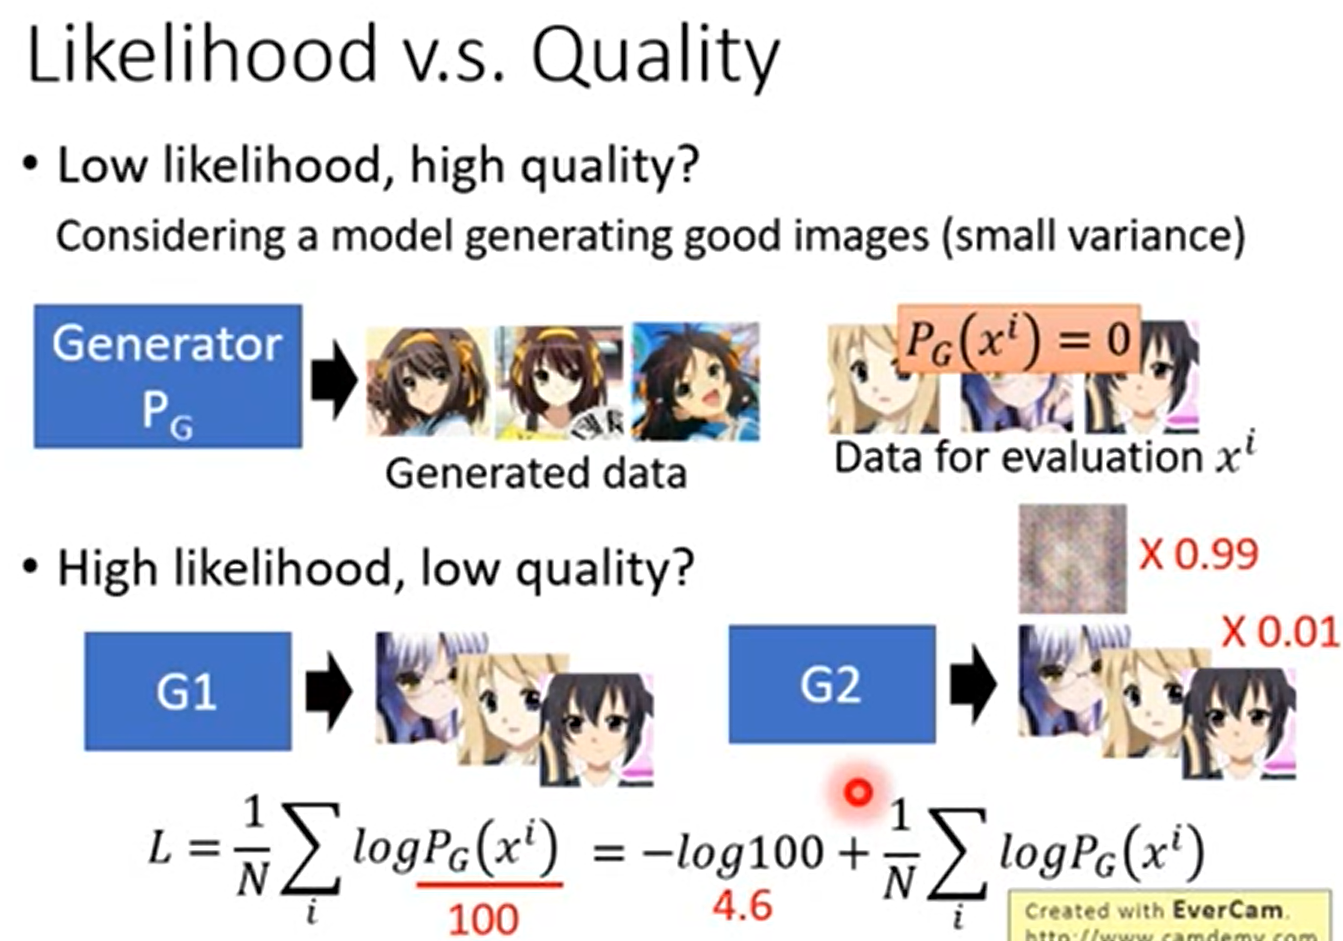 Likelihood v.s. Quality
• Low likelihood, high quality?
Considering a model generating good images (small variance)
Generator
P_G
P_G(x^i) = 0
Generated data
Data for evaluation x^i
• High likelihood, low quality?
X 0.99
X 0.01
G1
G2
L = \frac{1}{N} \sum_i logP_G(x^i) = -log100 + \frac{1}{N} \sum_i logP_G(x^i)
100
4.6
Created with EverCam.
http://www.camdemy.com